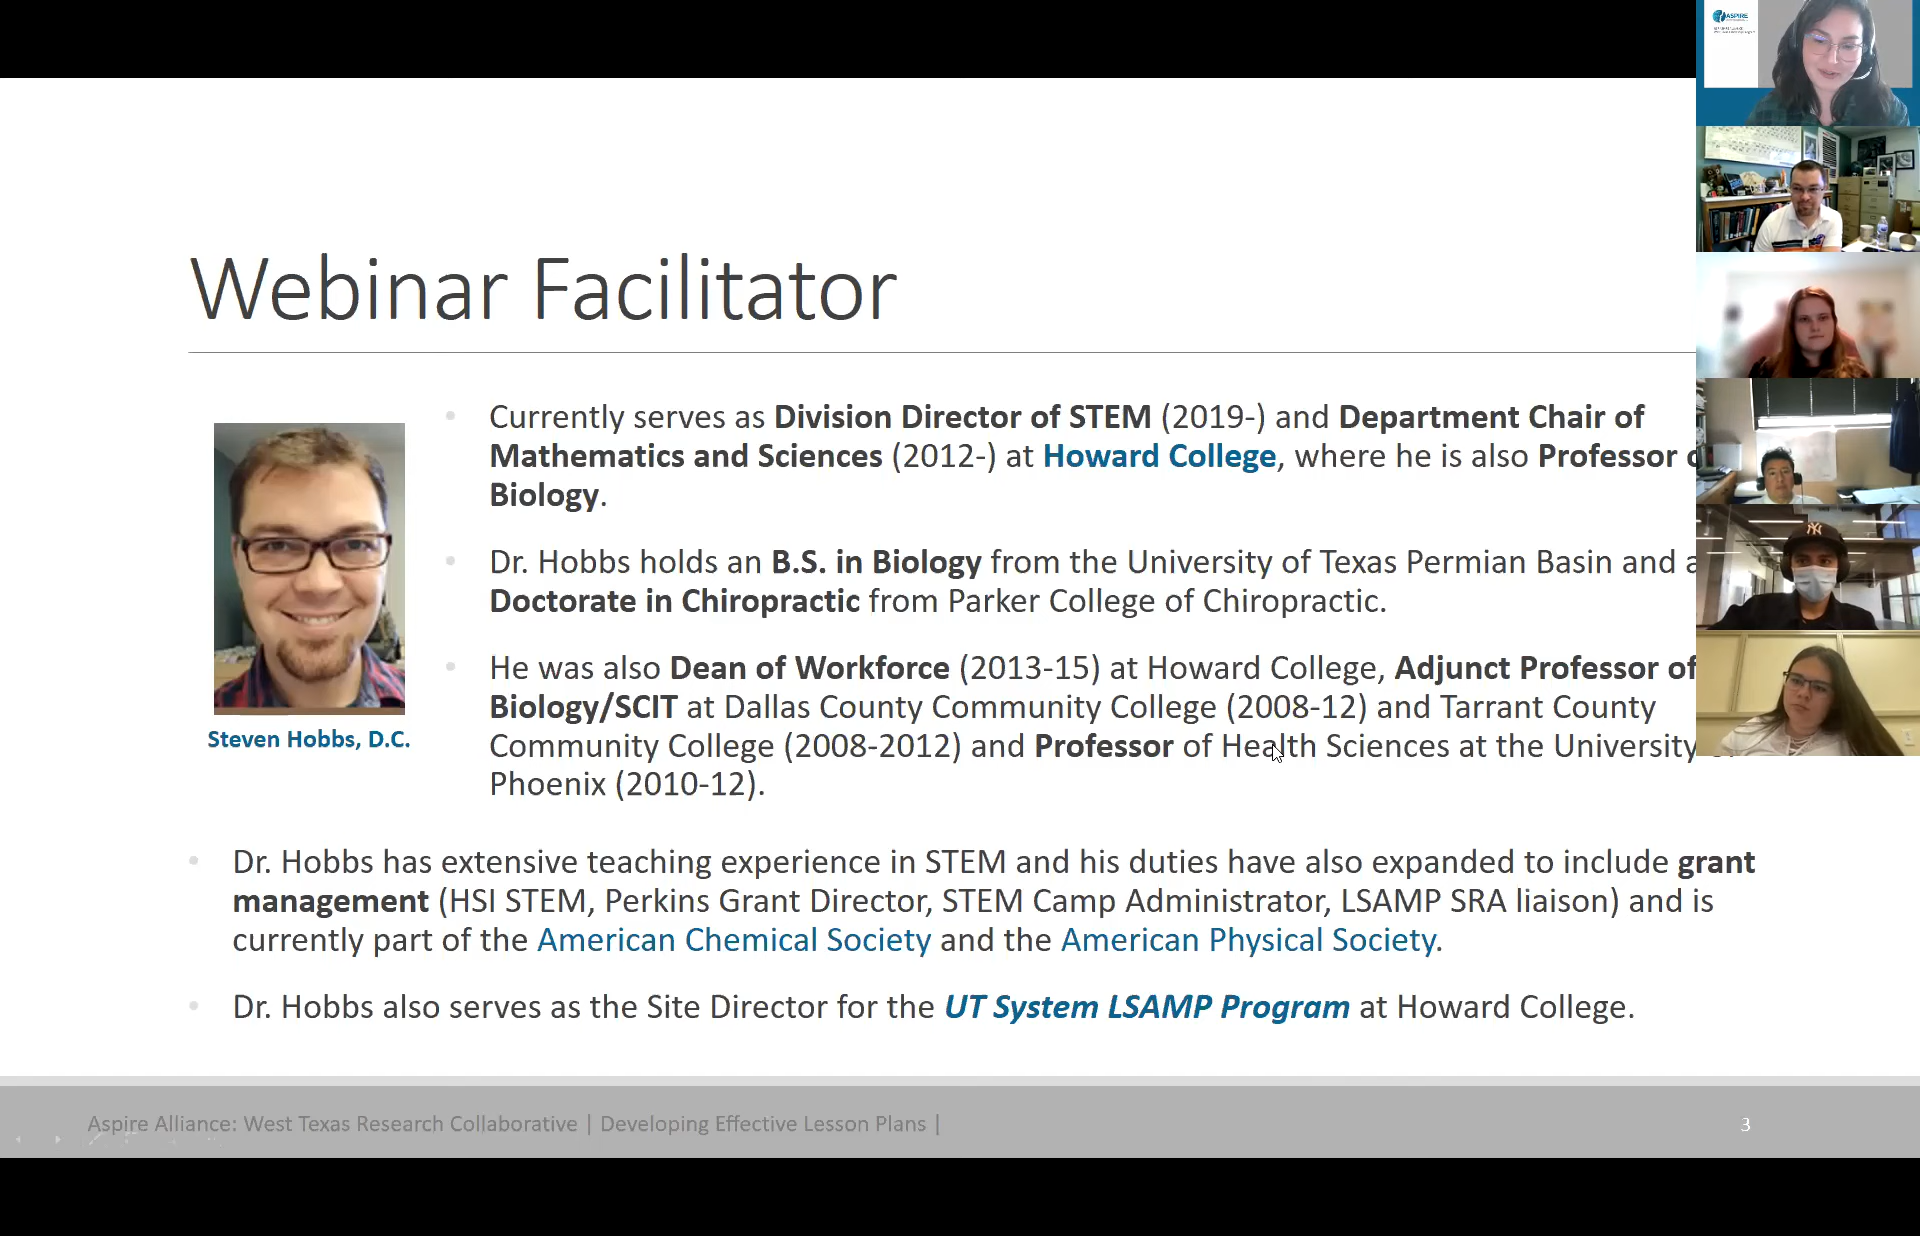 ASPIRE
Webinar Facilitator
Currently serves as Division Director of STEM (2019-) and Department Chair of
Mathematics and Sciences (2012-) at Howard College, where he is also Professor
Biology.
Dr. Hobbs holds an B.S. in Biology from the University of Texas Permian Basin and a
Doctorate in Chiropractic from Parker College of Chiropractic.
He was also Dean of Workforce (2013-15) at Howard College, Adjunct Professor of
Biology/SCIT at Dallas County Community College (2008-12) and Tarrant County
Community College (2008-2012) and Professor of Health Sciences at the University
Phoenix (2010-12).
Steven Hobbs, D.C.
Dr. Hobbs has extensive teaching experience in STEM and his duties have also expanded to include grant
management (HSI STEM, Perkins Grant Director, STEM Camp Administrator, LSAMP SRA liaison) and is
currently part of the American Chemical Society and the American Physical Society.
Dr. Hobbs also serves as the Site Director for the UT System LSAMP Program at Howard College.
Aspire Alliance: West Texas Research Collaborative | Developing Effective Lesson Plans |
3